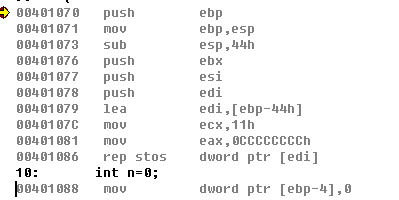 00401070 push ebp
00401071 mov ebp,esp
00401073 sub esp,44h
00401076 push ebx
00401077 push esi
00401078 push edi
00401079 lea edi,[ebp-44h]
0040107C mov ecx,11h
00401081 mov eax,0CCCCCCCCh
00401086 rep stos dword ptr [edi]
10: int n=0;
00401088 mov dword ptr [ebp-4],0